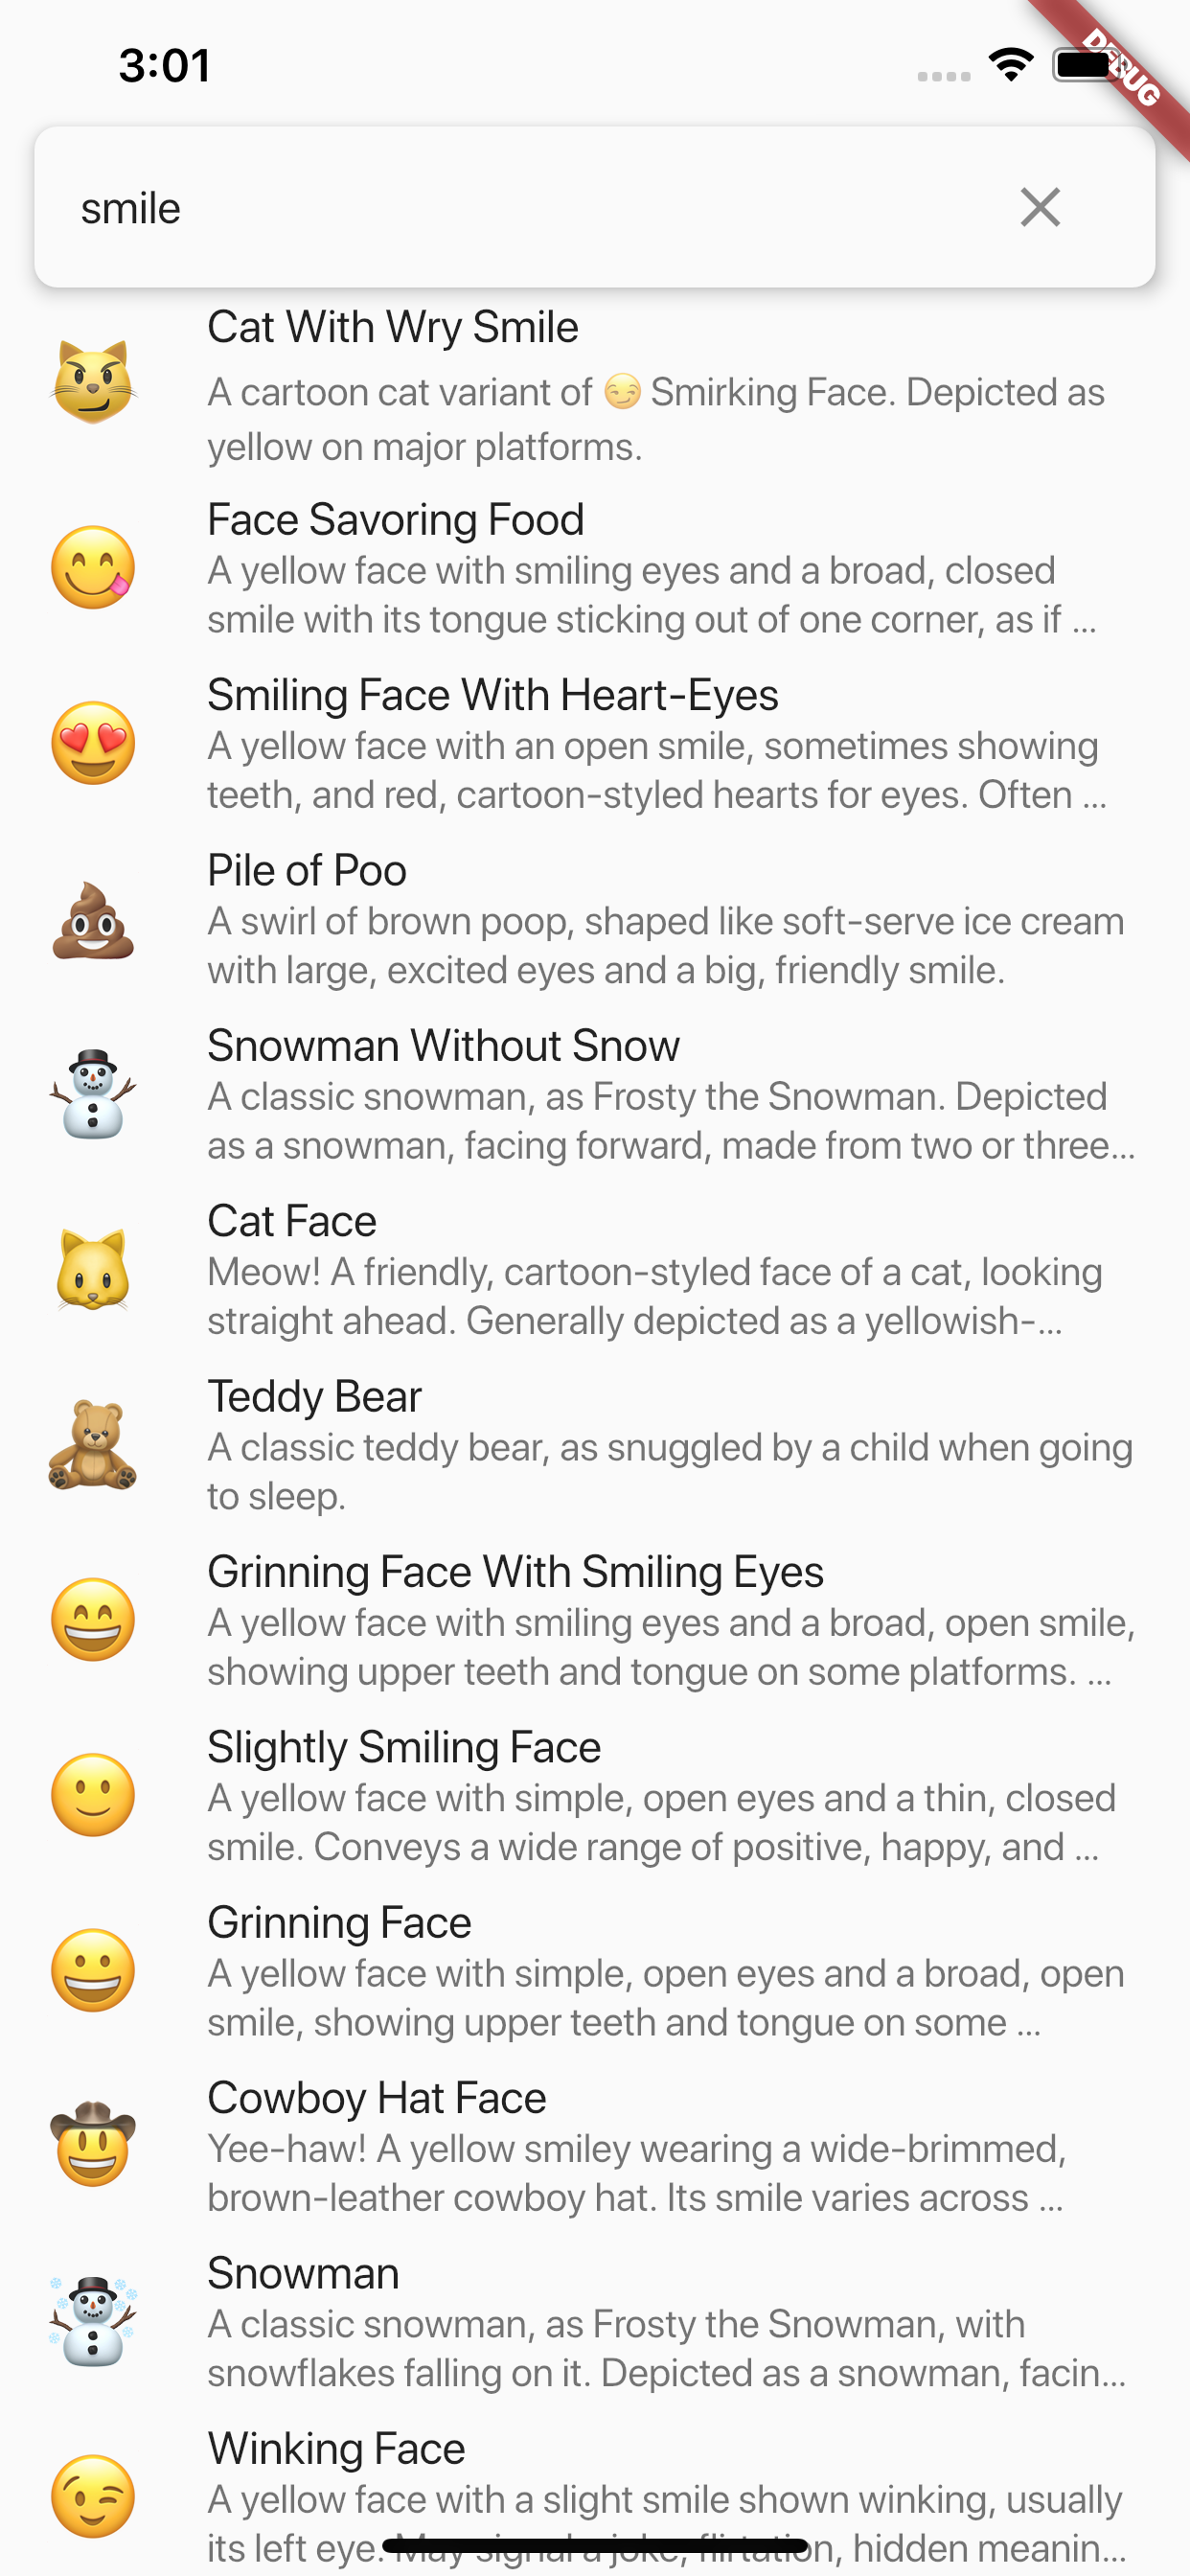 3:01
DEBUG
smile
Cat With Wry Smile
A cartoon cat variant of 😏 Smirking Face. Depicted as
yellow on major platforms.
Face Savoring Food
A yellow face with smiling eyes and a broad, closed
smile with its tongue sticking out of one corner, as if ...
Smiling Face With Heart-Eyes
A yellow face with an open smile, sometimes showing
teeth, and red, cartoon-styled hearts for eyes. Often ...
Pile of Poo
A swirl of brown poop, shaped like soft-serve ice cream
with large, excited eyes and a big, friendly smile.
Snowman Without Snow
A classic snowman, as Frosty the Snowman. Depicted
as a snowman, facing forward, made from two or three...
Cat Face
Meow! A friendly, cartoon-styled face of a cat, looking
straight ahead. Generally depicted as a yellowish-...
Teddy Bear
A classic teddy bear, as snuggled by a child when going
to sleep.
Grinning Face With Smiling Eyes
A yellow face with smiling eyes and a broad, open smile,
showing upper teeth and tongue on some platforms. ...
Slightly Smiling Face
A yellow face with simple, open eyes and a thin, closed
smile. Conveys a wide range of positive, happy, and ...
Grinning Face
A yellow face with simple, open eyes and a broad, open
smile, showing upper teeth and tongue on some ...
Cowboy Hat Face
Yee-haw! A yellow smiley wearing a wide-brimmed,
brown-leather cowboy hat. Its smile varies across ...
Snowman
A classic snowman, as Frosty the Snowman, with
snowflakes falling on it. Depicted as a snowman, facin...
Winking Face
A yellow face with a slight smile shown winking, usually
its left eye. May signal a joke, flirtation, hidden meanin...